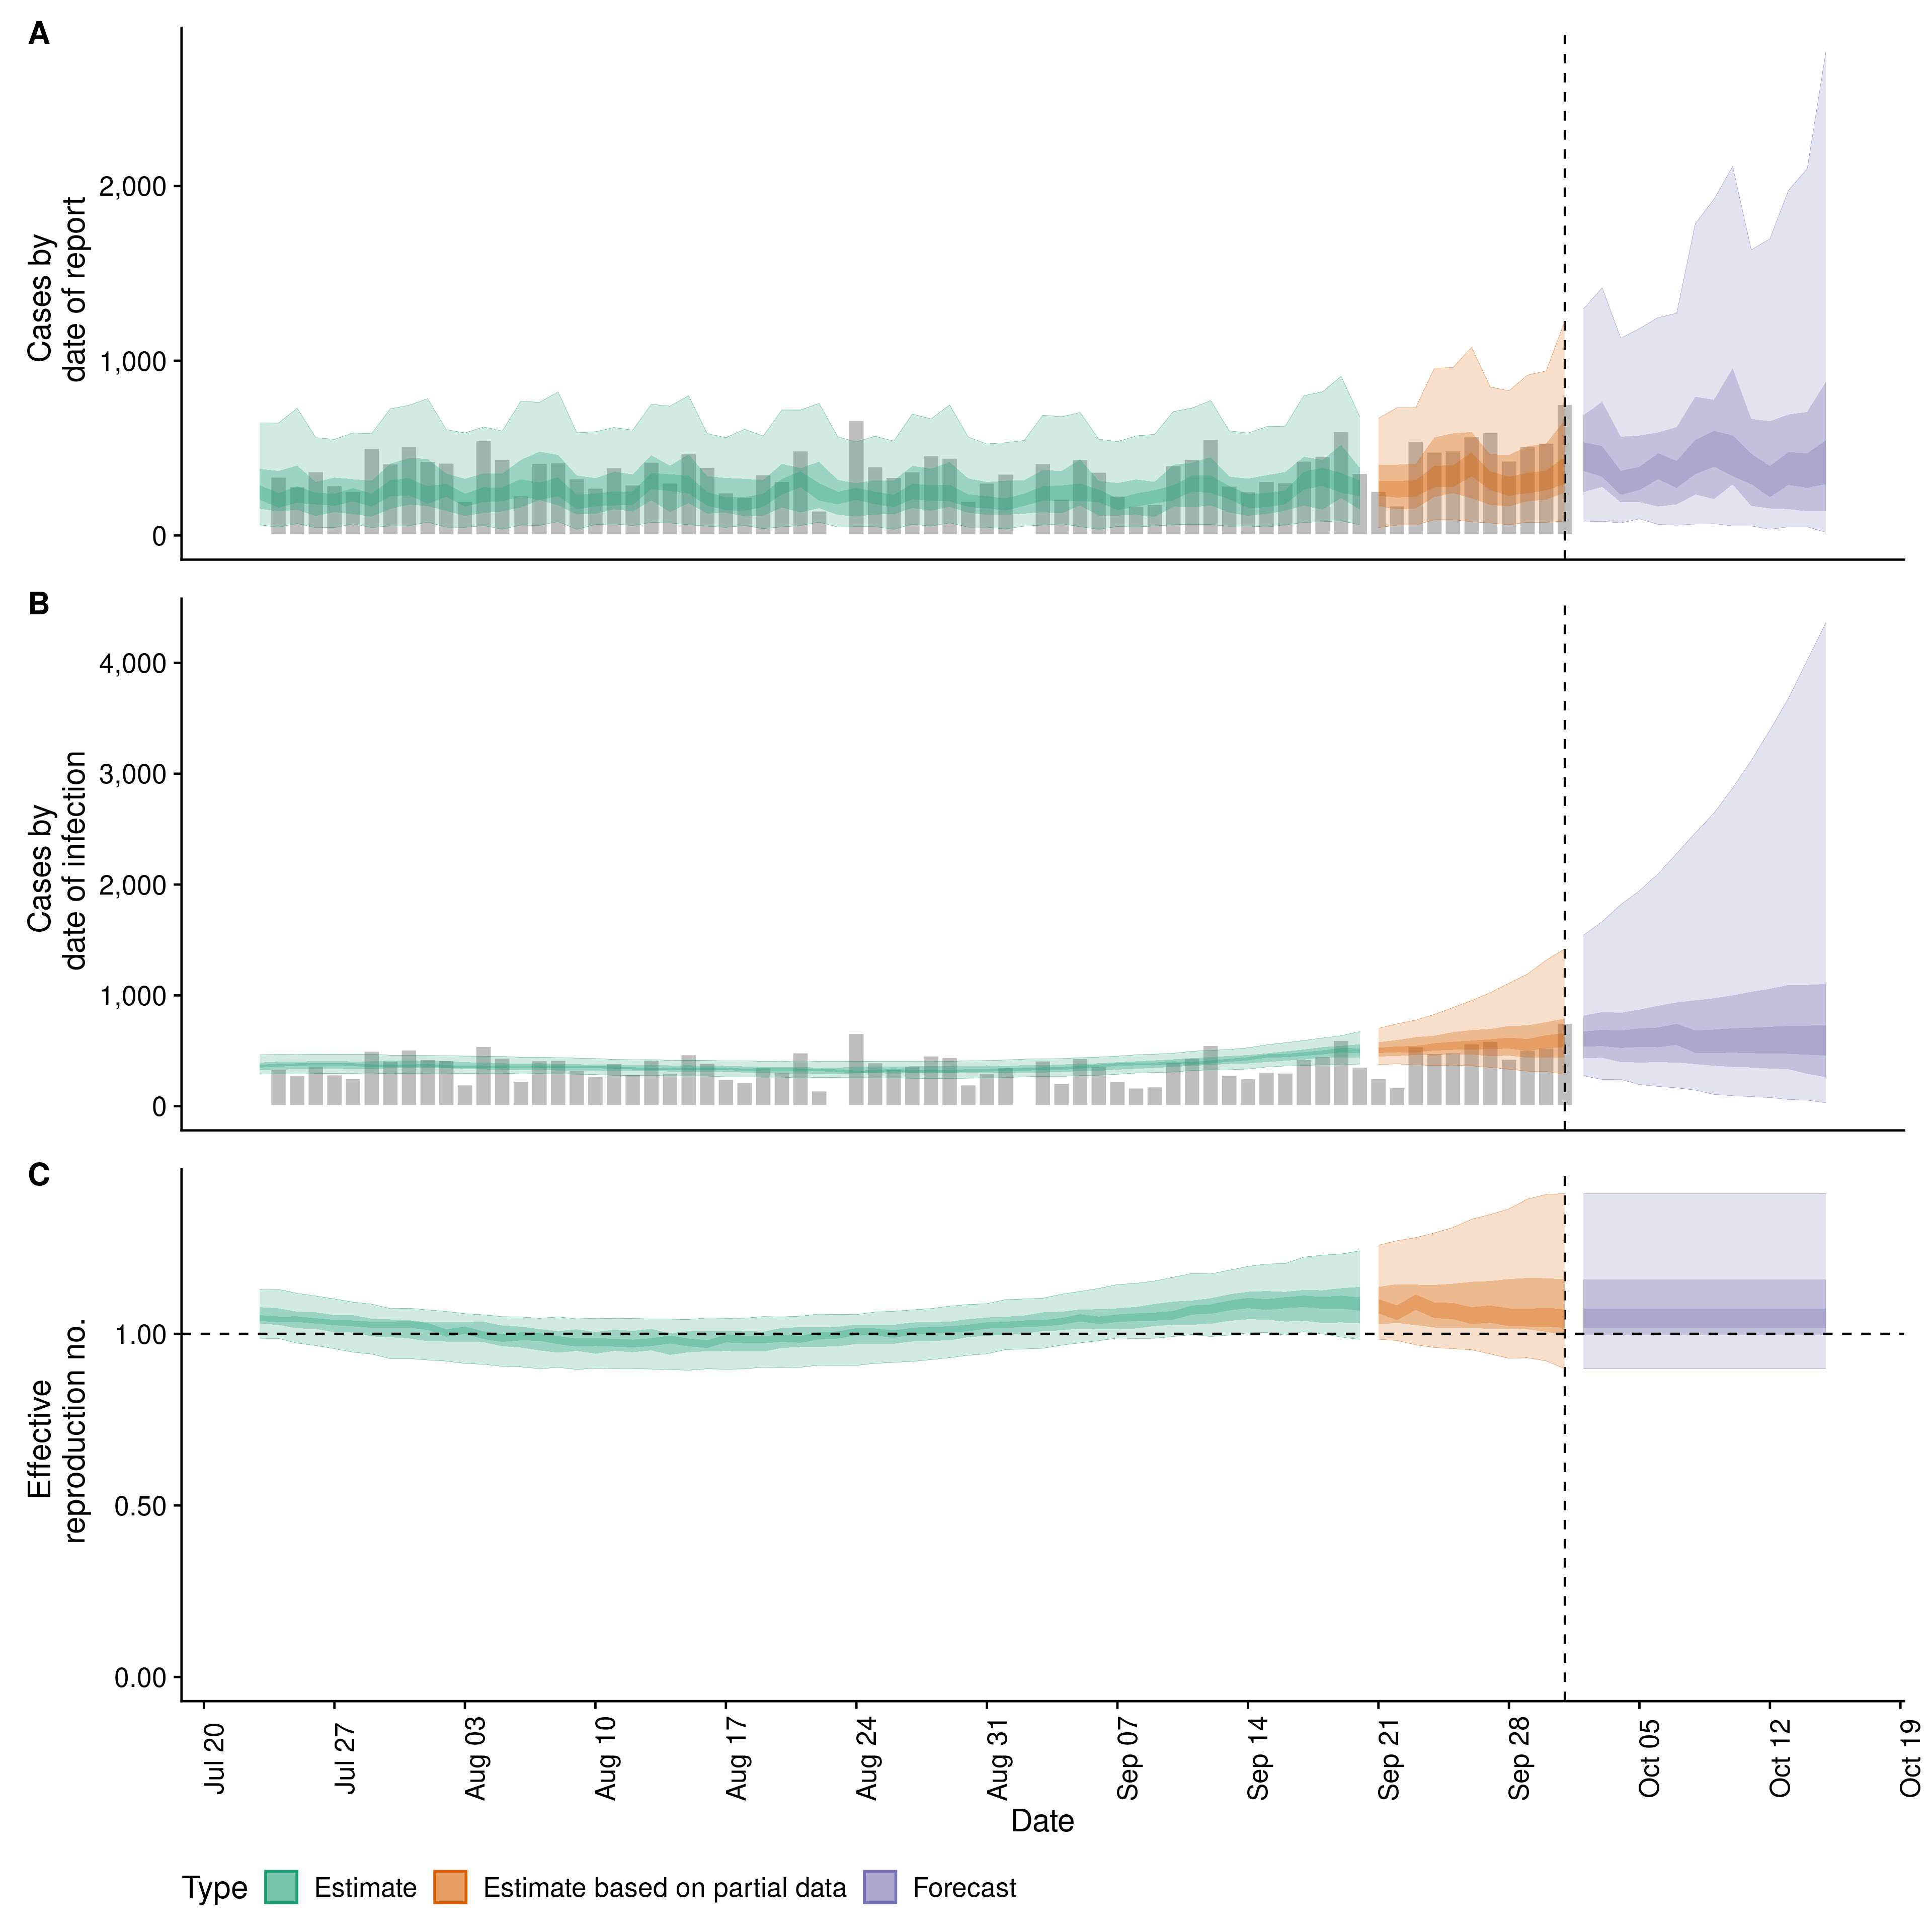 A
Cases by
date of report
2,000
1,000
0
B
Cases by
date of infection
4,000
3,000
2,000
1,000
0
C
Effective
reproduction no.
1.00
0.50
0.00
Jul 20
Jul 27
Aug 03
Aug 10
Aug 17
Aug 24
Aug 31
Sep 07
Sep 14
Sep 21
Sep 28
Oct 05
Oct 12
Oct 19
Date
Type
Estimate
Estimate based on partial data
Forecast